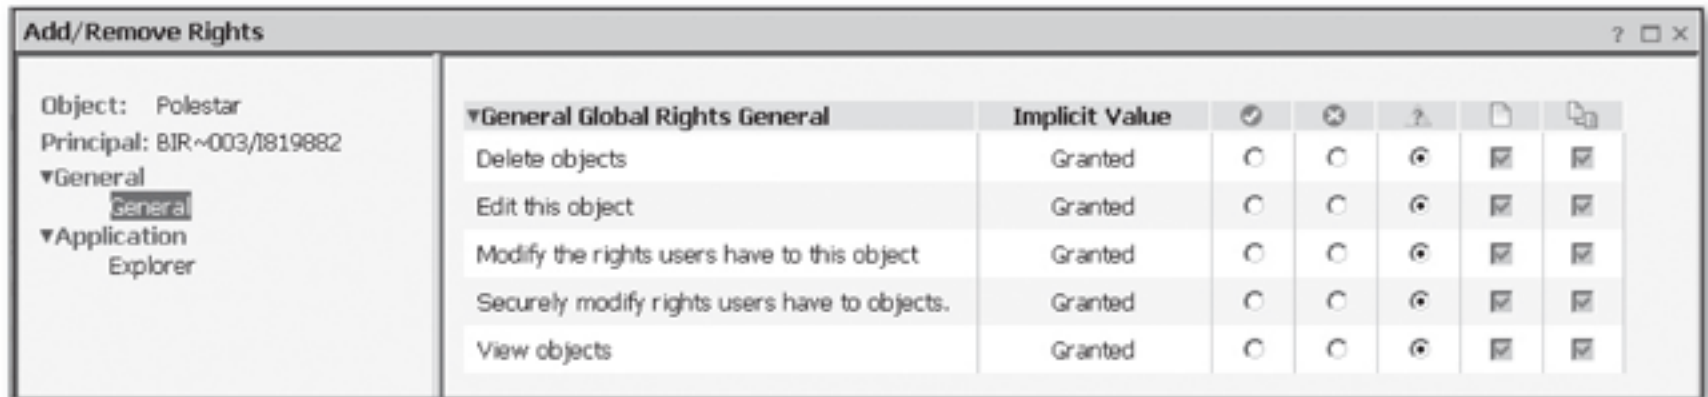 Add/Remove Rights
Object: Polestar
Principal: BIR~003/I819882
▼General
General
▼Application
Explorer
▼General Global Rights General Implicit Value
Delete objects Granted
Edit this object Granted
Modify the rights users have to this object Granted
Securely modify rights users have to objects. Granted
View objects Granted